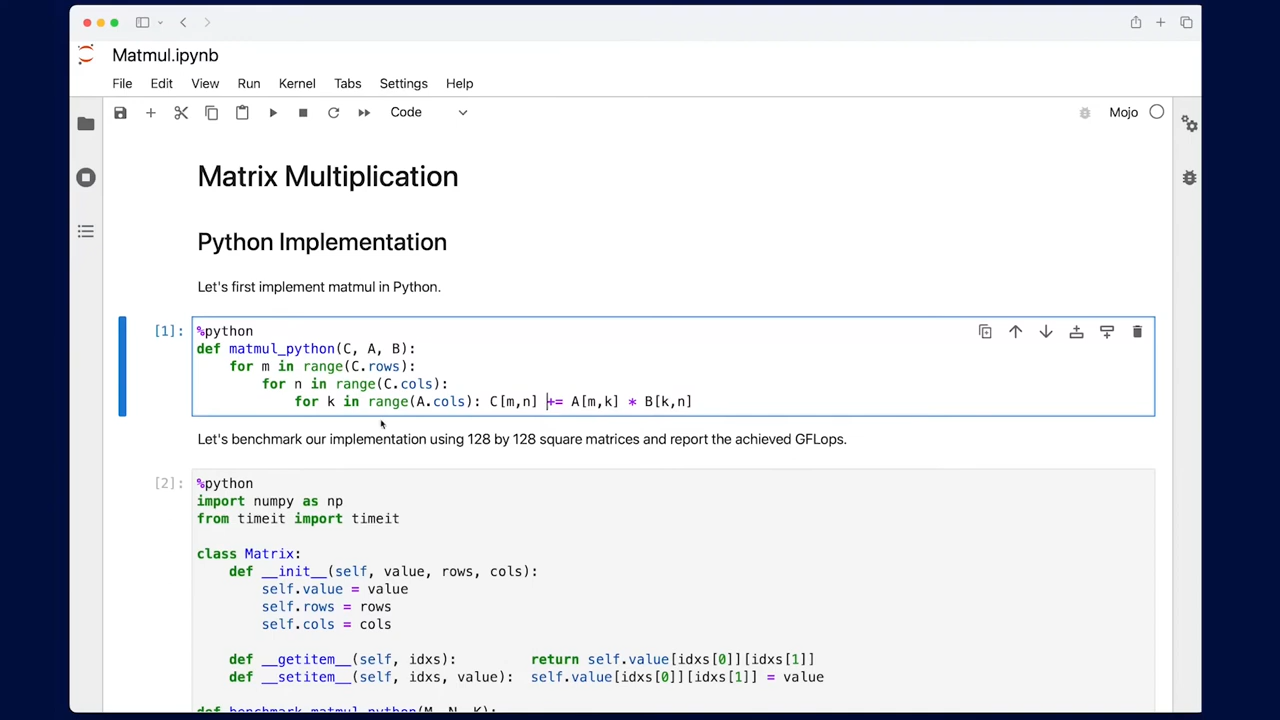 Matmul.ipynb
File Edit View Run Kernel Tabs Settings Help
Code Mojo
Matrix Multiplication
Python Implementation
Let's first implement matmul in Python.
[1]: %python
def matmul_python(C, A, B):
    for m in range(C.rows):
        for n in range(C.cols):
            for k in range(A.cols): C[m,n] += A[m,k] * B[k,n]
Let's benchmark our implementation using 128 by 128 square matrices and report the achieved GFLops.
[2]: %python
import numpy as np
from timeit import timeit
class Matrix:
    def __init__(self, value, rows, cols):
        self.value = value
        self.rows = rows
        self.cols = cols
    def __getitem__(self, idxs):         return self.value[idxs[0]][idxs[1]]
    def __setitem__(self, idxs, value):  self.value[idxs[0]][idxs[1]] = value
def benchmark_matmul_python(M, N, K):